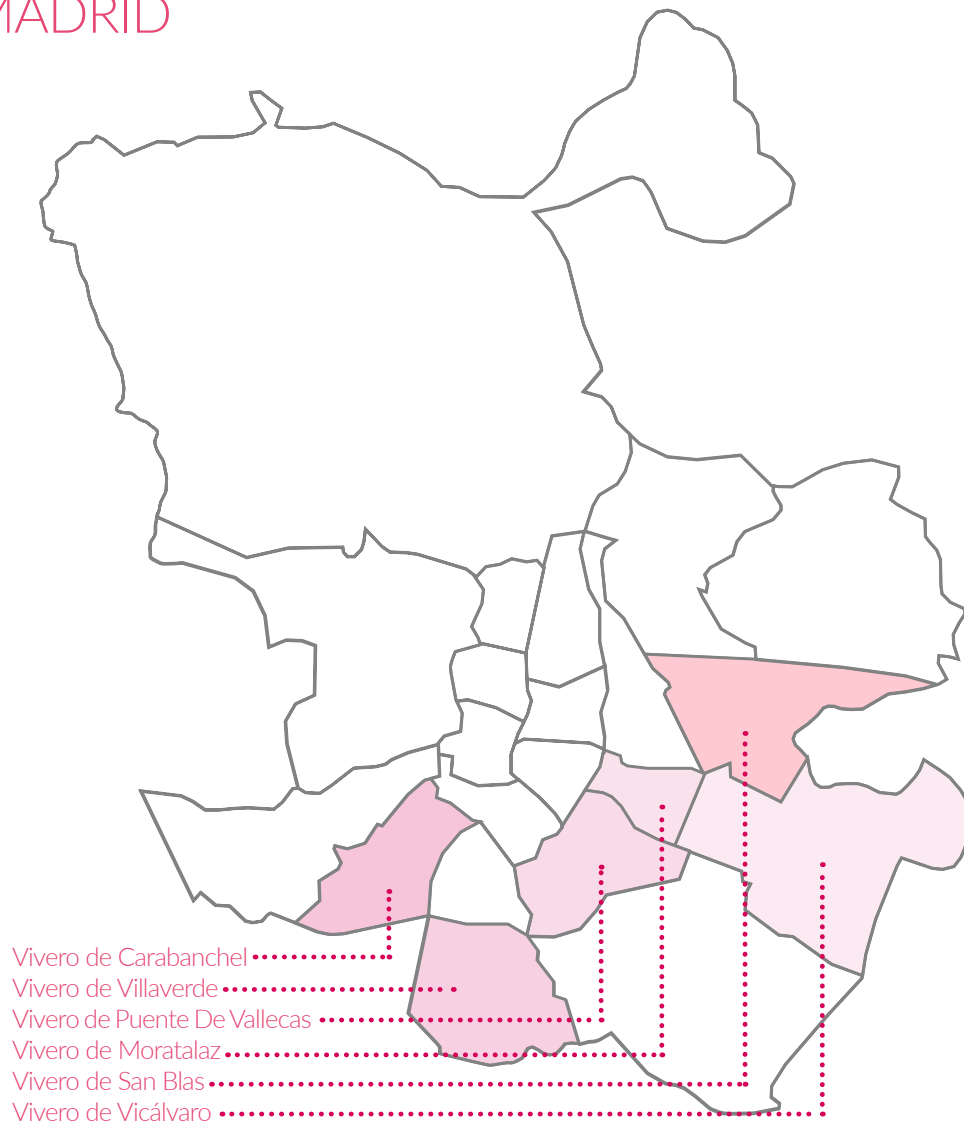 MADRID
Vivero de Carabanchel
Vivero de Villaverde
Vivero de Puente De Vallecas
Vivero de Moratalaz
Vivero de San Blas
Vivero de Vicálvaro